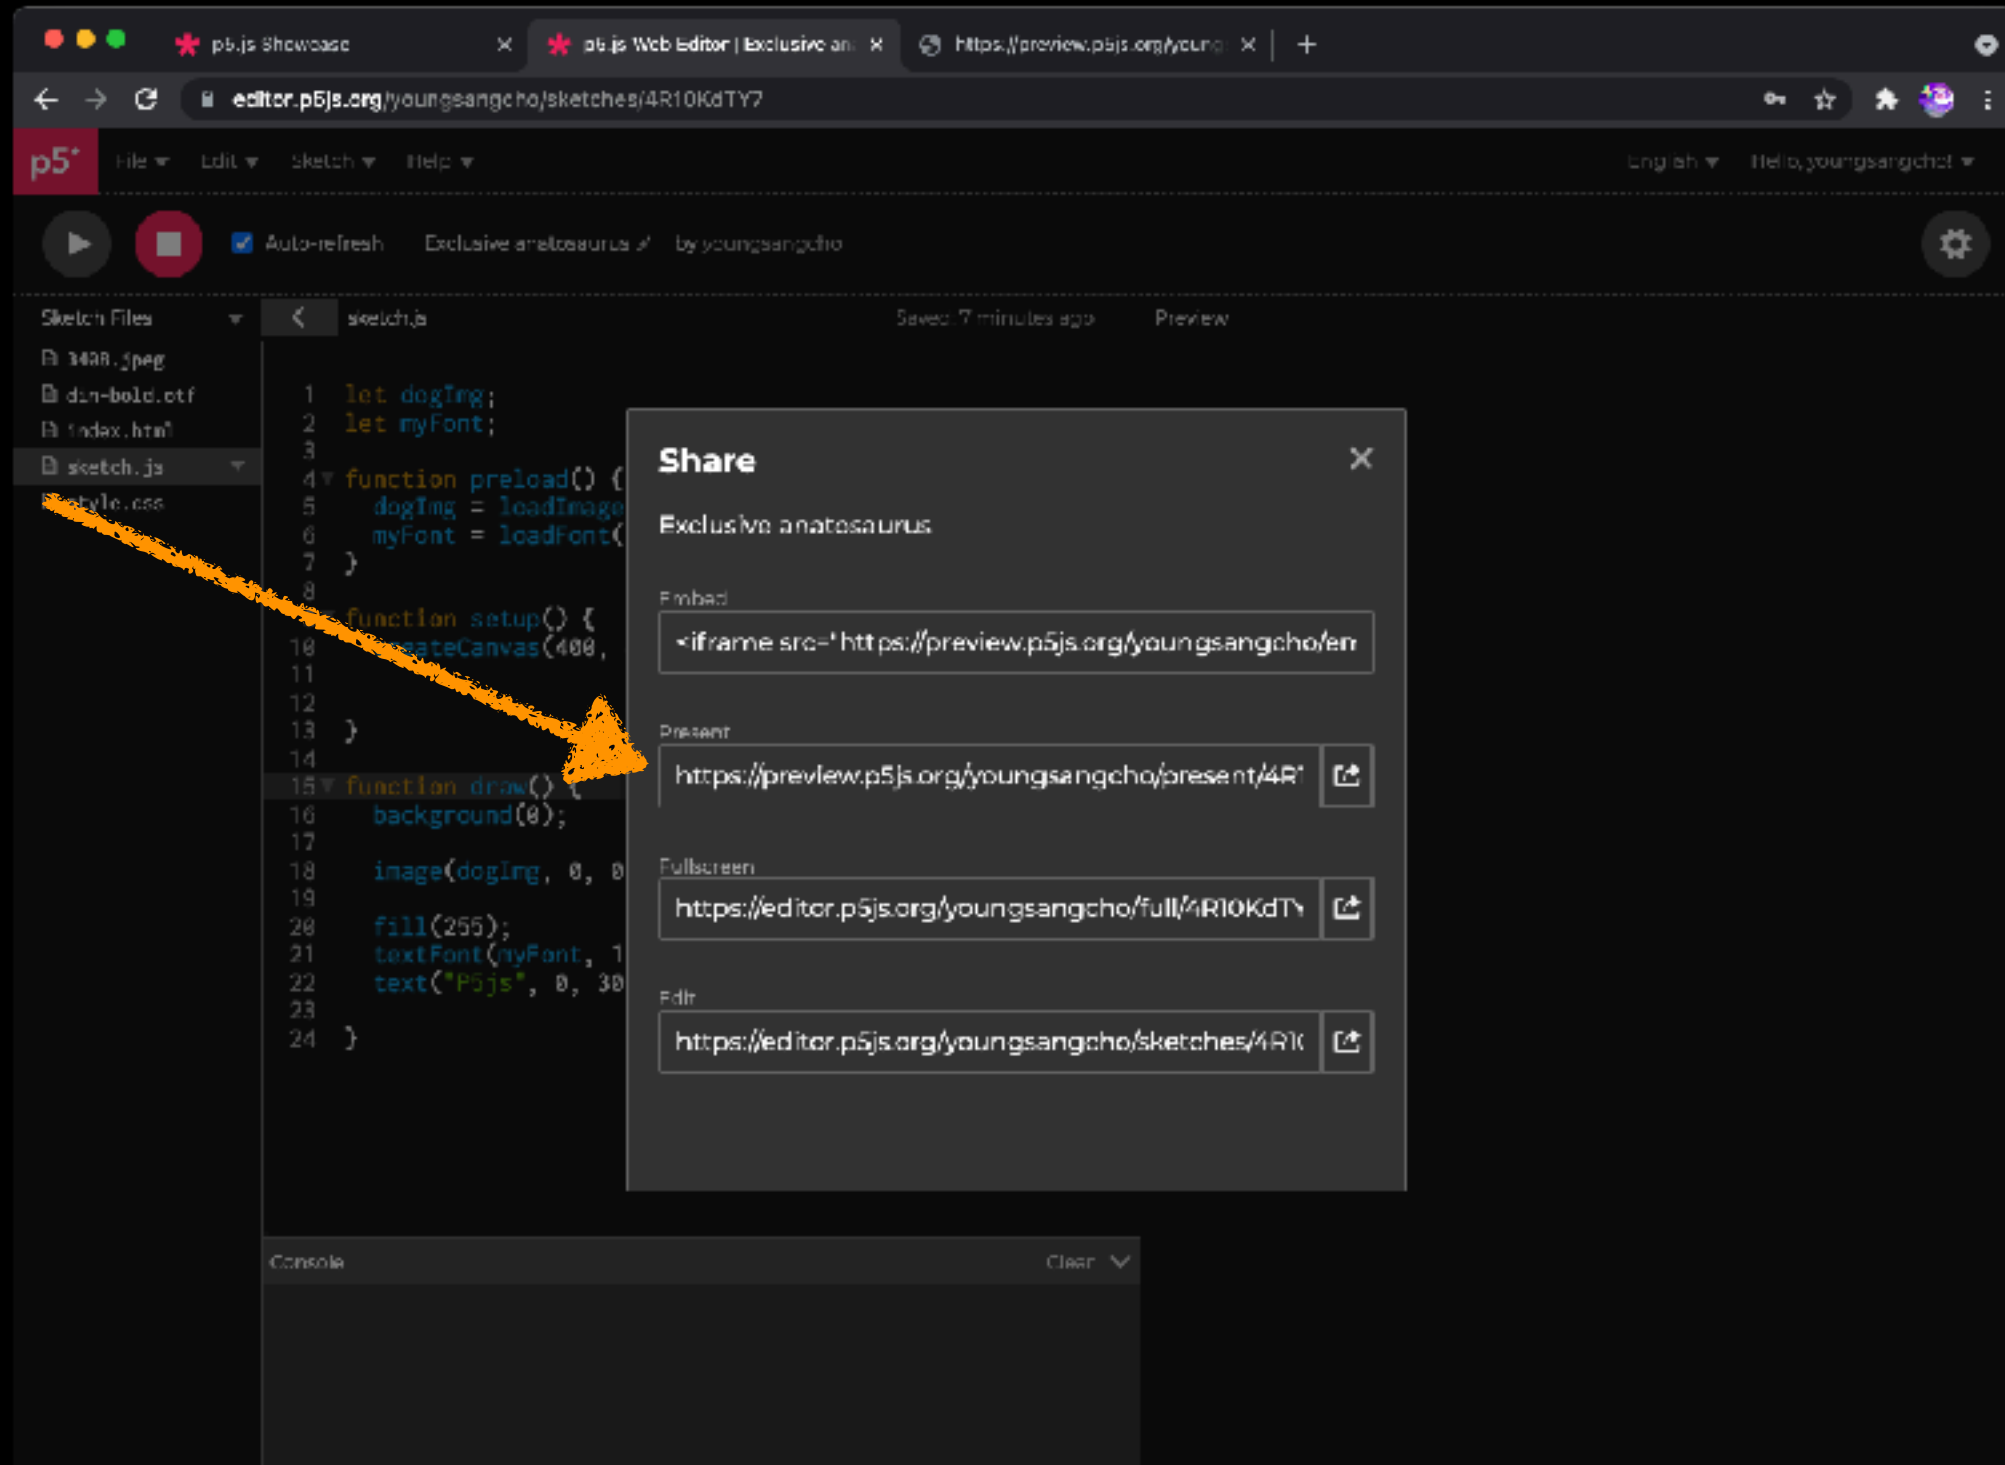 p5.js Showcase
p5.js Web Editor | Exclusive an
https://preview.p5js.org/young
editor.p5js.org/youngsangcho/sketches/4R10KdTY7
p5*
File
Edit
Sketch
Help
English
Hello, youngsangcho!
Auto-refresh
Exclusive anatosaurus
by youngsangcho
Sketch Files
sketch.js
Saved: 7 minutes ago
Preview
3408.jpeg
din-bold.otf
index.html
sketch.js
style.css
1 let dogImg;
2 let myFont;
3
4 function preload() {
5 dogImg = loadImage
6 myFont = loadFont(
7 }
8
function setup() {
10 createCanvas(400,
11
12
13 }
14
15 function draw() {
16 background(0);
17
18 image(dogImg, 0, 0
19
20 fill(255);
21 textFont(myFont, 1
22 text("P5js", 0, 30
23
24 }
Share
Exclusive anatosaurus
Embed
<iframe src="https://preview.p5js.org/youngsangcho/em
Present
https://preview.p5js.org/youngsangcho/present/4R1
Fullscreen
https://editor.p5js.org/youngsangcho/full/4R10KdTY
Edit
https://editor.p5js.org/youngsangcho/sketches/4R10
Console
Clear